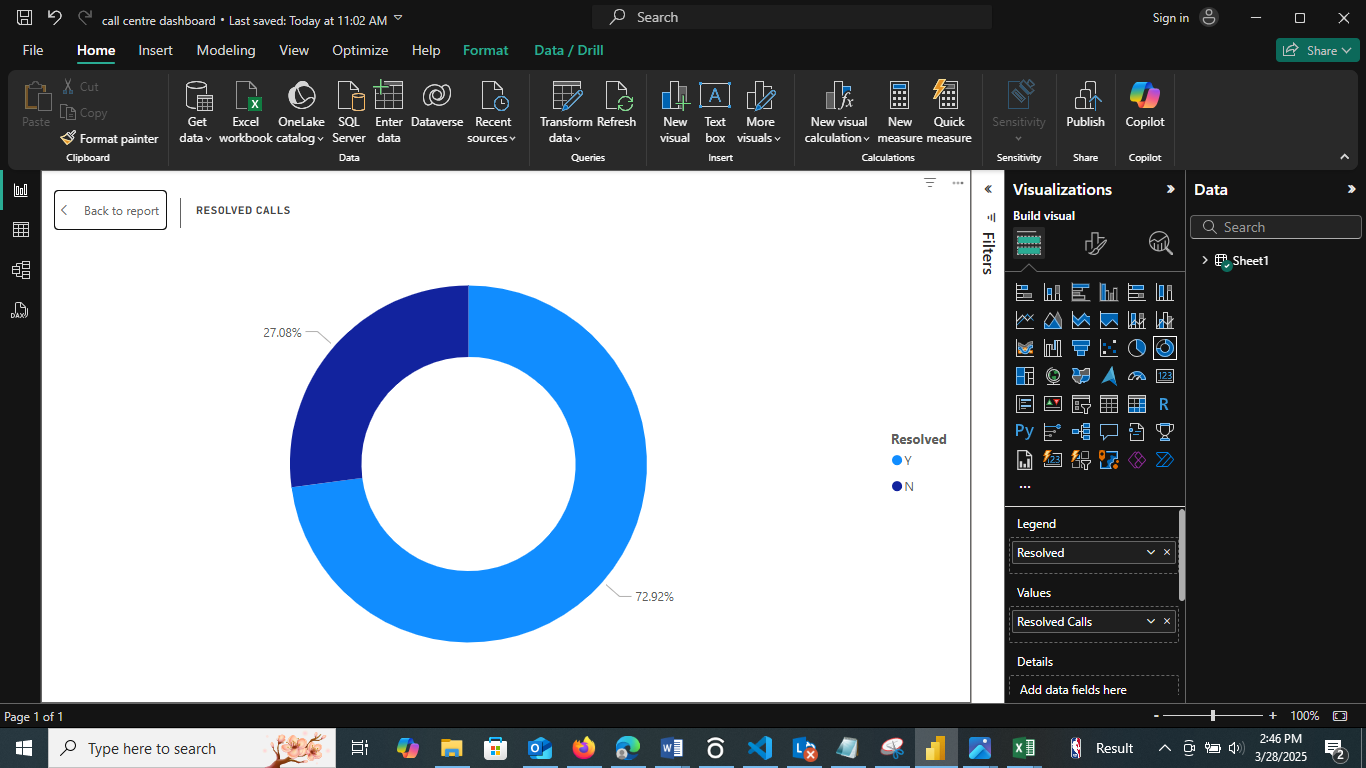 call centre dashboard • Last saved: Today at 11:02 AM
Search
Sign in
File
Home
Insert
Modeling
View
Optimize
Help
Format
Data / Drill
Share
Paste
Cut
Copy
Format painter
Clipboard
Get
data
Excel
workbook
OneLake
catalog
SQL
Server
Enter
data
Dataverse
Recent
sources
Data
Transform
data
Refresh
Queries
New
visual
Text
box
More
visuals
Insert
New visual
calculation
New
measure
Quick
measure
Calculations
Sensitivity
Sensitivity
Publish
Share
Copilot
Copilot
Back to report
RESOLVED CALLS
27.08%
72.92%
Resolved
Y
N
Filters
Visualizations
Build visual
123
R
Py
123
Legend
Resolved
Values
Resolved Calls
Details
Add data fields here
Data
Search
Sheet1
DAX
Page 1 of 1
- + 100%
Type here to search
Result
2:46 PM
3/28/2025
2